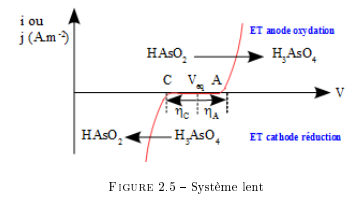 i ou
j (A.m⁻²)
ET anode oxydation
HAsO₂ H₃AsO₄
C V_eq A
V
η_C η_A
HAsO₂ H₃AsO₄
ET cathode réduction
FIGURE 2.5 – Système lent